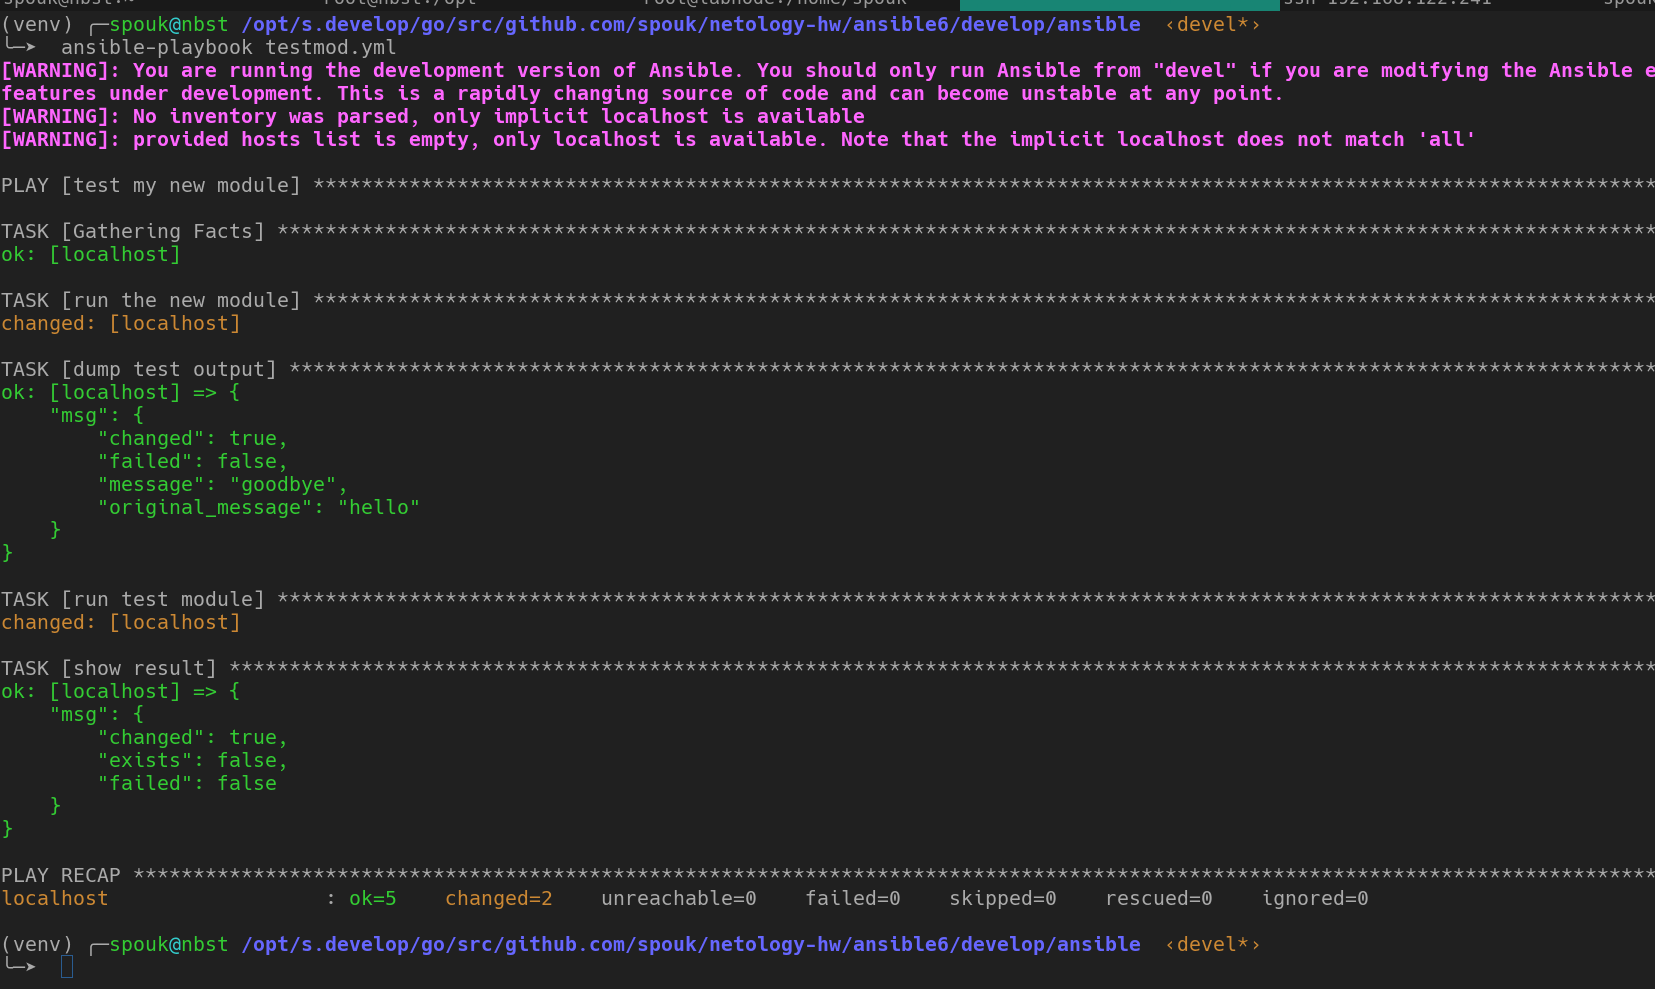 (venv) ╭─spouk@nbst /opt/s.develop/go/src/github.com/spouk/netology-hw/ansible6/develop/ansible ‹devel*›
╰─➤ ansible-playbook testmod.yml
[WARNING]: You are running the development version of Ansible. You should only run Ansible from "devel" if you are modifying the Ansible
features under development. This is a rapidly changing source of code and can become unstable at any point.
[WARNING]: No inventory was parsed, only implicit localhost is available
[WARNING]: provided hosts list is empty, only localhost is available. Note that the implicit localhost does not match 'all'
PLAY [test my new module] ****************************************************************************************************************
TASK [Gathering Facts] *******************************************************************************************************************
ok: [localhost]
TASK [run the new module] ****************************************************************************************************************
changed: [localhost]
TASK [dump test output] ******************************************************************************************************************
ok: [localhost] => {
    "msg": {
        "changed": true,
        "failed": false,
        "message": "goodbye",
        "original_message": "hello"
    }
}
TASK [run test module] *******************************************************************************************************************
changed: [localhost]
TASK [show result] ***********************************************************************************************************************
ok: [localhost] => {
    "msg": {
        "changed": true,
        "exists": false,
        "failed": false
    }
}
PLAY RECAP *******************************************************************************************************************************
localhost                  : ok=5    changed=2    unreachable=0    failed=0    skipped=0    rescued=0    ignored=0
(venv) ╭─spouk@nbst /opt/s.develop/go/src/github.com/spouk/netology-hw/ansible6/develop/ansible ‹devel*›
╰─➤